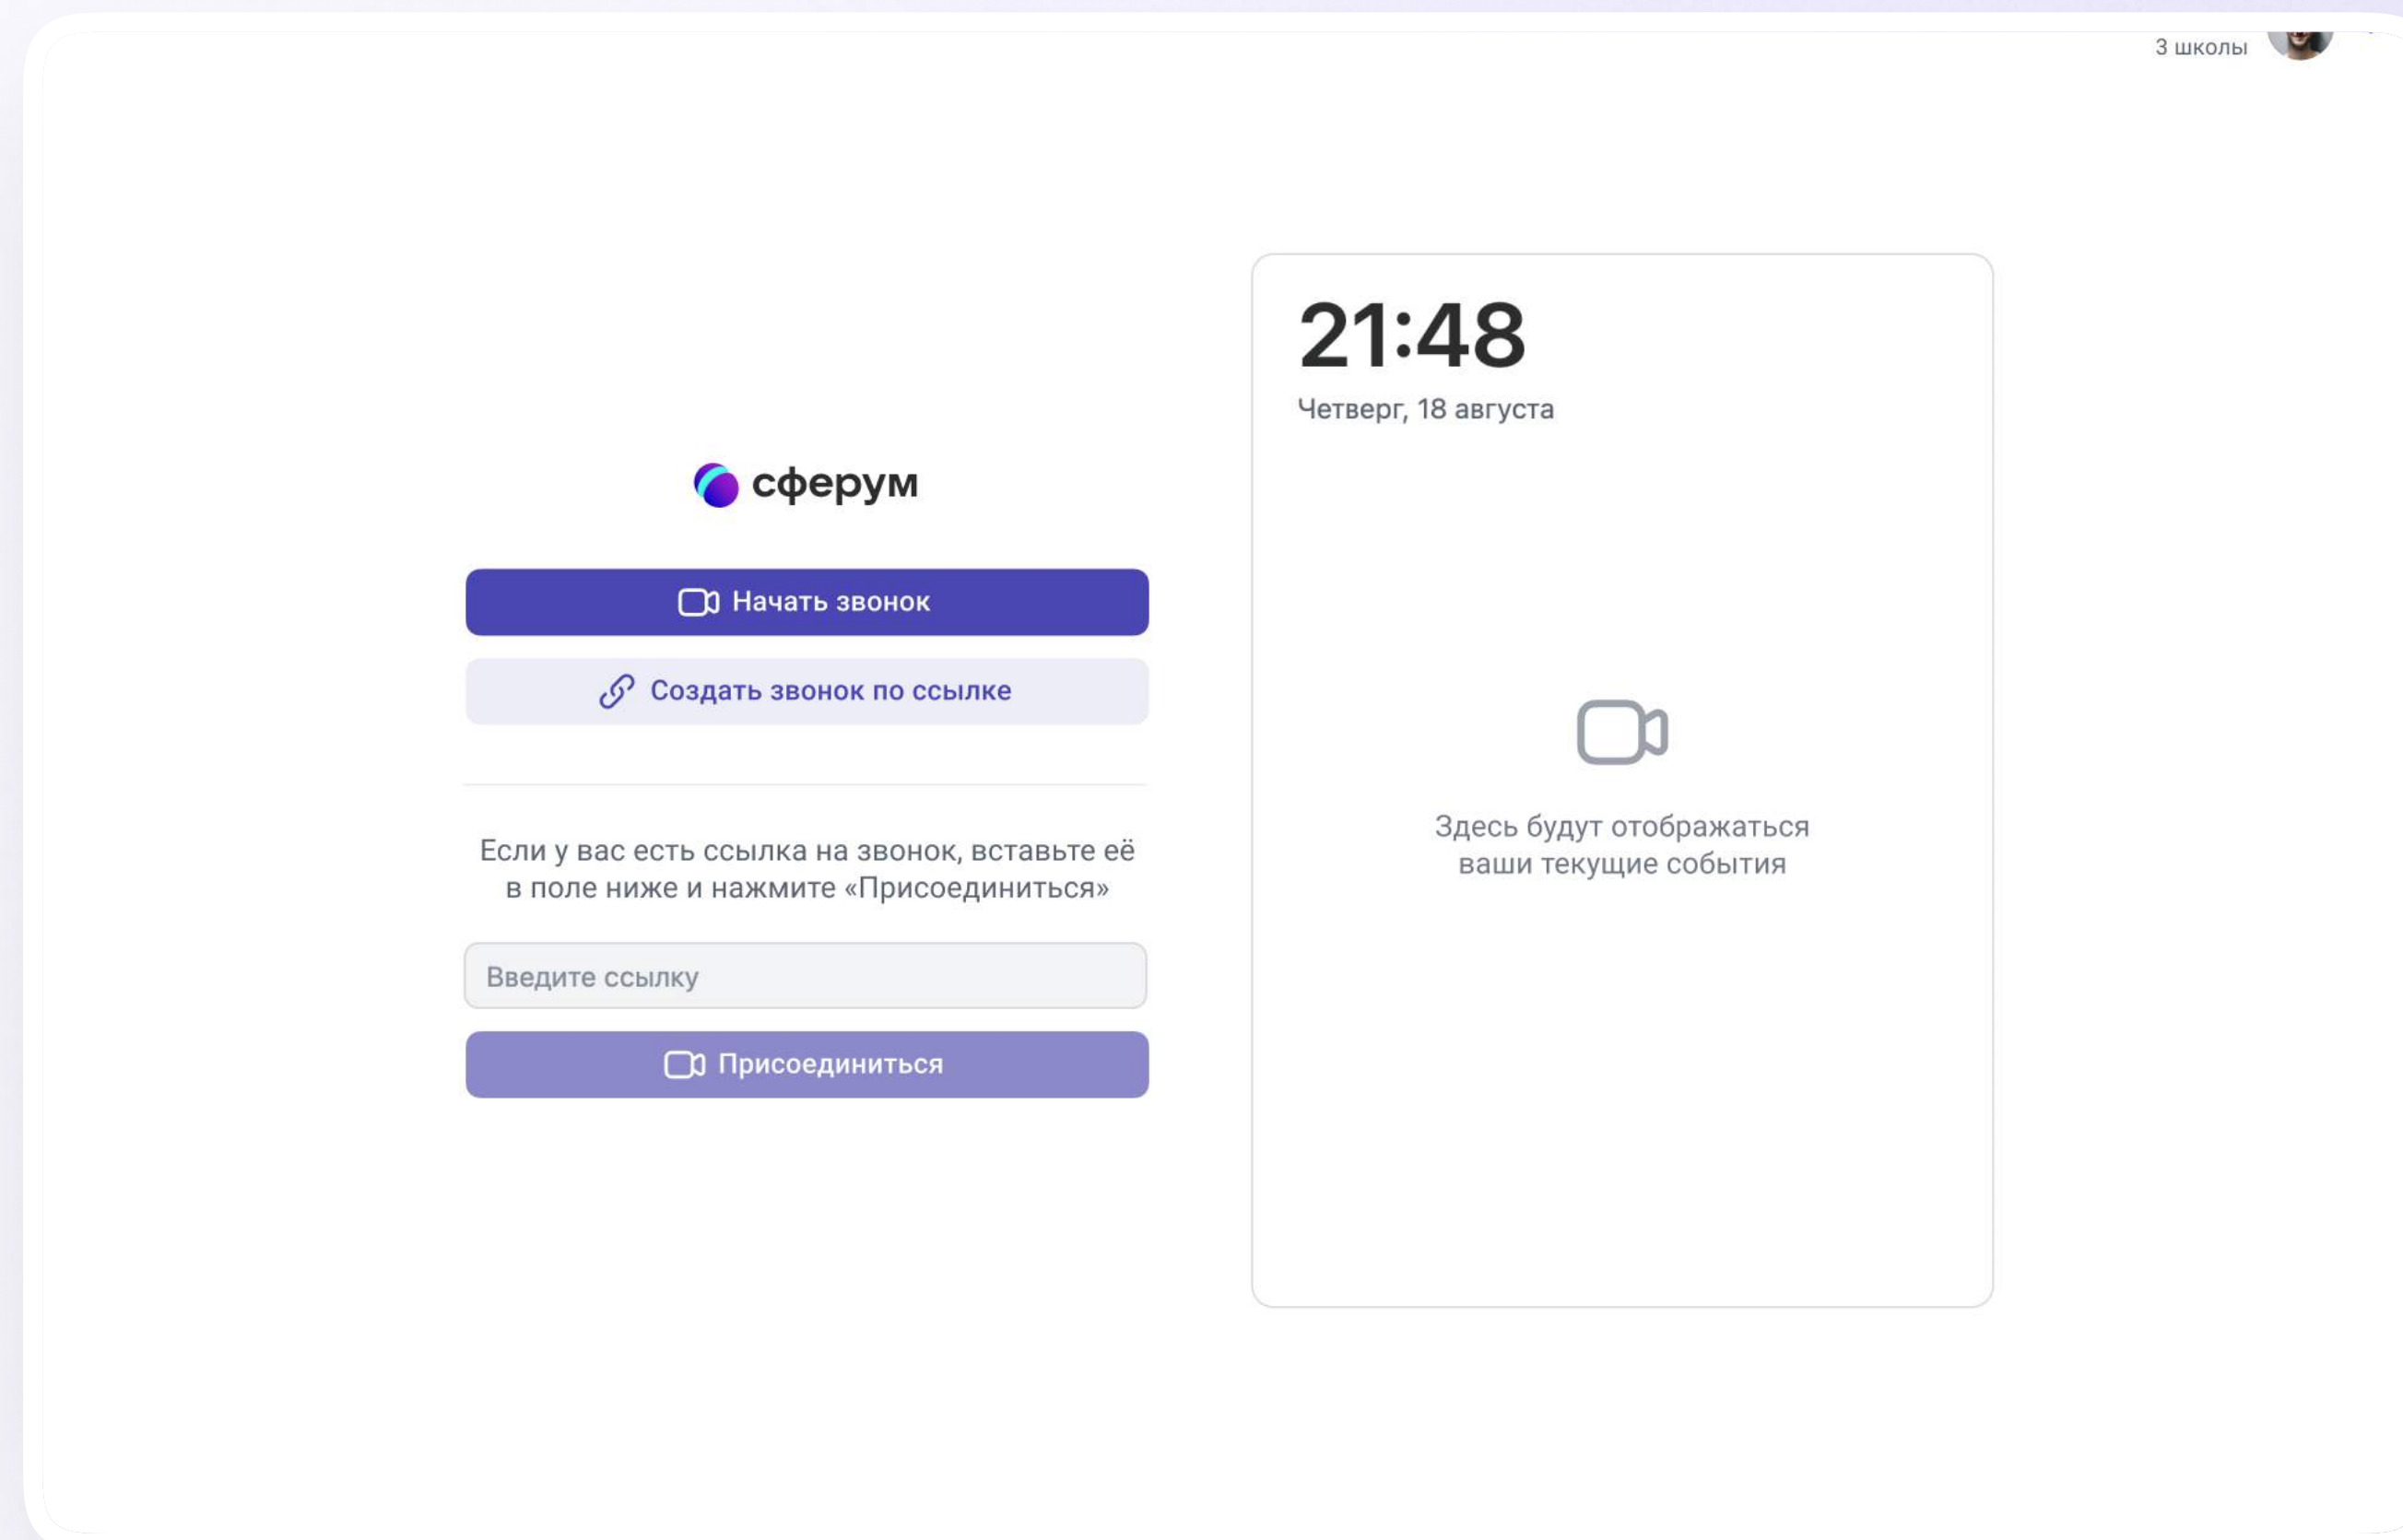 3 школы
сферум
Начать звонок
Создать звонок по ссылке
Если у вас есть ссылка на звонок, вставьте её
в поле ниже и нажмите «Присоединиться»
Введите ссылку
Присоединиться
21:48
Четверг, 18 августа
Здесь будут отображаться
ваши текущие события